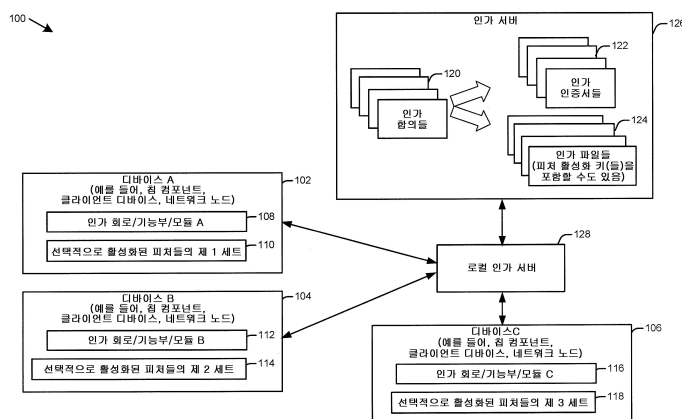 100
인가 서버
126
120
인가
합의들
122
인가
인증서들
124
인가 파일들
(피쳐 활성화 키(들)을
포함할 수도 있음)
디바이스 A
(예를 들어, 칩 컴포넌트,
클라이언트 디바이스, 네트워크 노드)
102
인가 회로/기능부/모듈 A
108
선택적으로 활성화된 피쳐들의 제 1 세트
110
128
로컬 인가 서버
디바이스 B
(예를 들어, 칩 컴포넌트,
클라이언트 디바이스, 네트워크 노드)
104
인가 회로/기능부/모듈 B
112
선택적으로 활성화된 피쳐들의 제 2 세트
114
디바이스C
(예를 들어, 칩 컴포넌트,
클라이언트 디바이스, 네트워크 노드)
106
인가 회로/기능부/모듈 C
116
선택적으로 활성화된 피쳐들의 제 3 세트
118